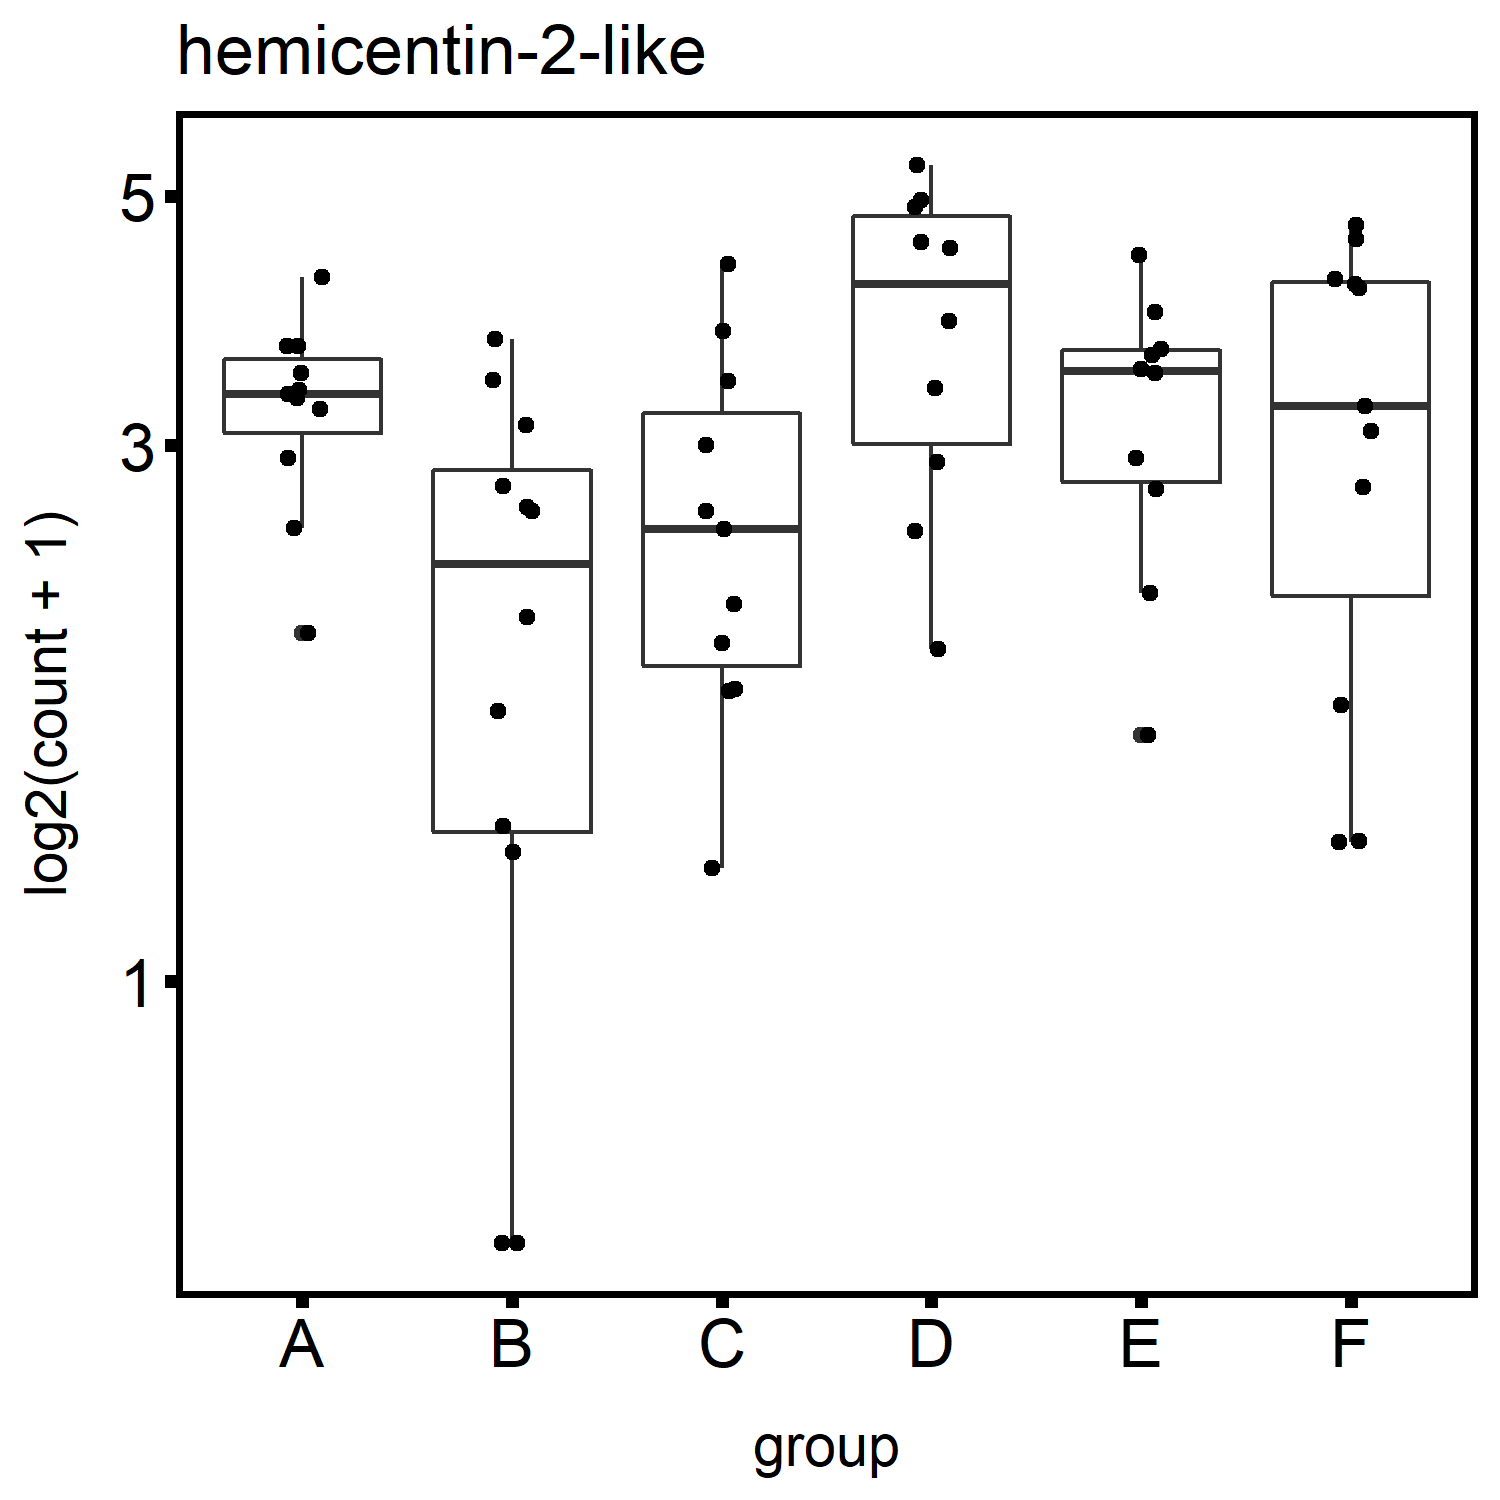 hemicentin-2-like
log2(count + 1)
5
3
1
A B C D E F
group